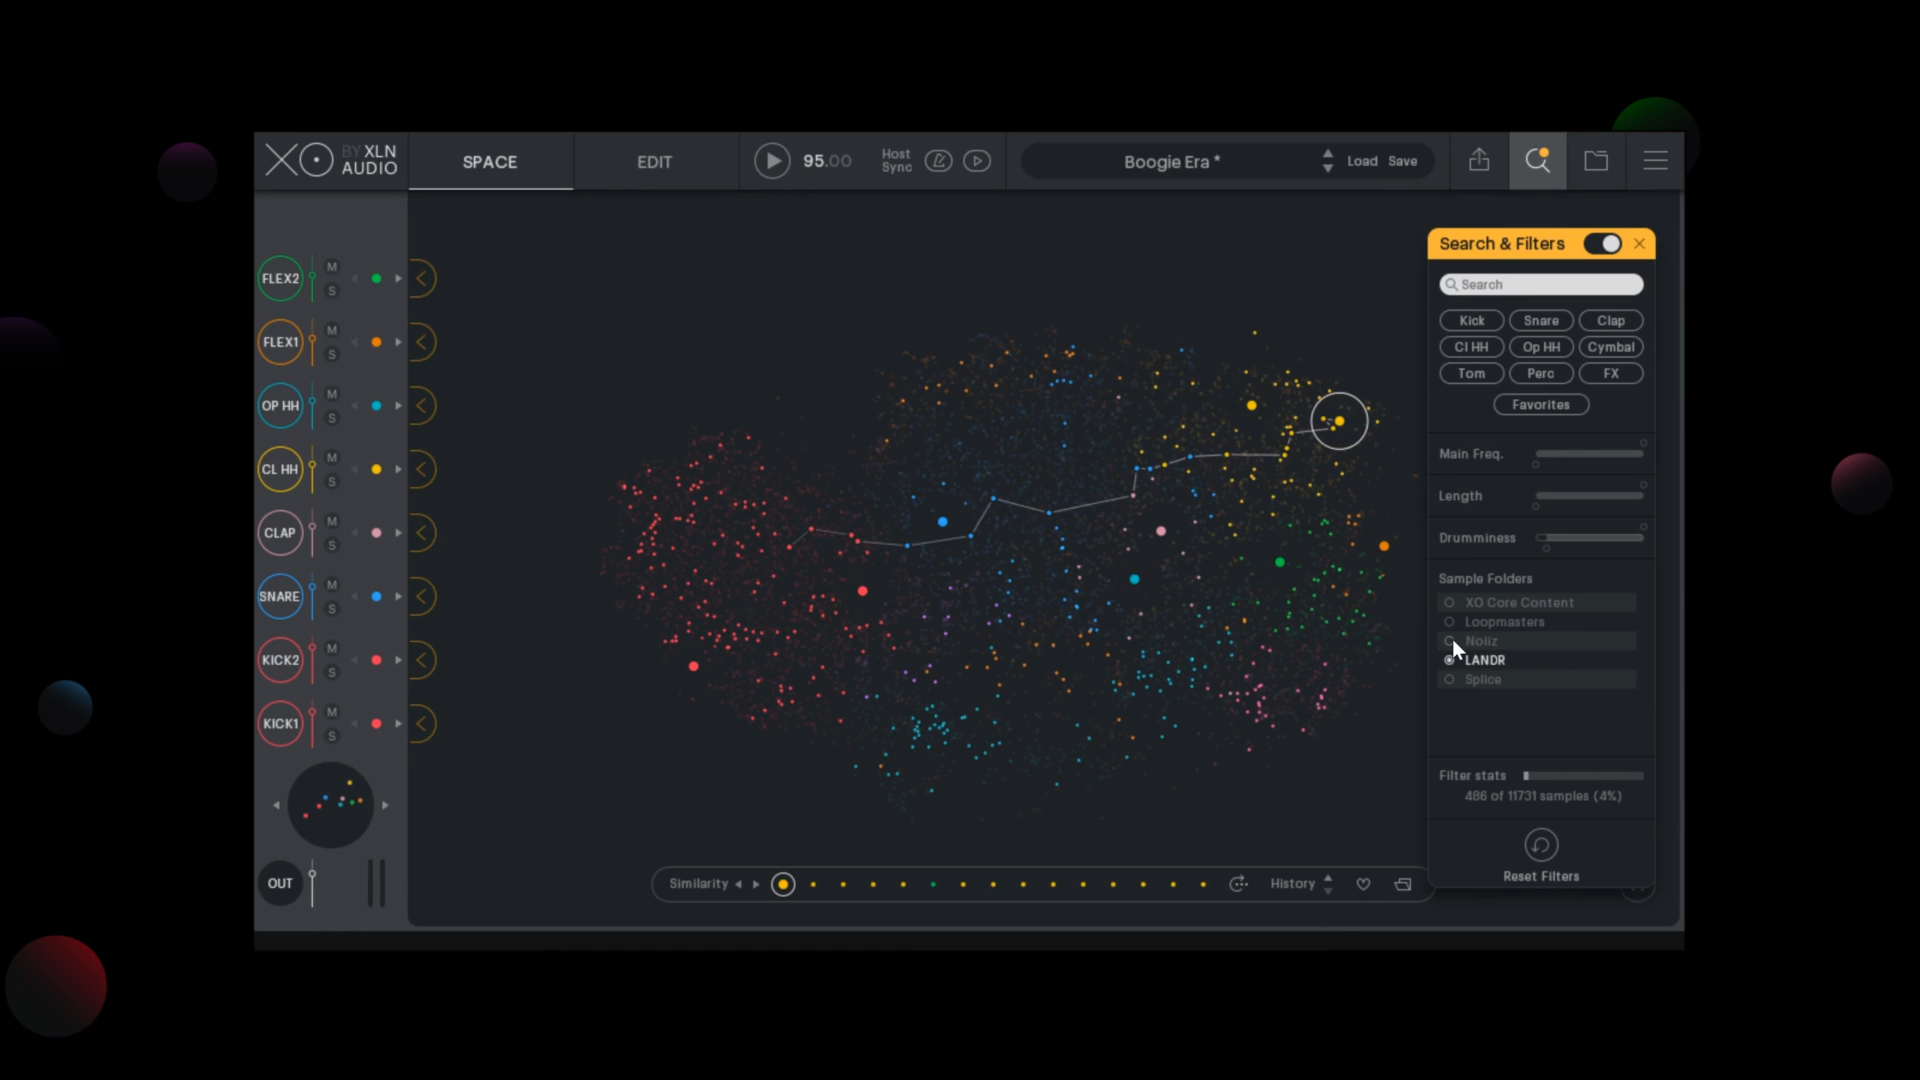 XO BY XLN AUDIO
SPACE
EDIT
95.00
Host Sync
Boogie Era *
Load
Save
FLEX2
M
S
FLEX1
M
S
OP HH
M
S
CL HH
M
S
CLAP
M
S
SNARE
M
S
KICK2
M
S
KICK1
M
S
OUT
Similarity
History
Search & Filters
Search
Kick
Snare
Clap
Cl HH
Op HH
Cymbal
Tom
Perc
FX
Favorites
Main Freq.
Length
Drumminess
Sample Folders
XO Core Content
Loopmasters
Noiiz
LANDR
Splice
Filter stats
486 of 11731 samples (4%)
Reset Filters